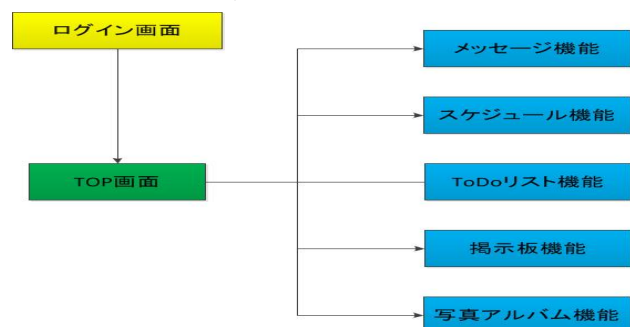 ログイン画面
メッセージ機能
スケジュール機能
TOP画面
ToDoリスト機能
掲示板機能
写真アルバム機能